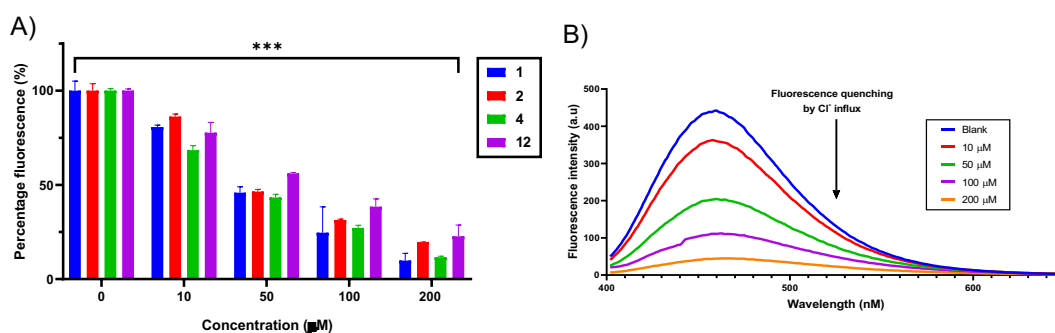 A)
***
Percentage fluorescence (%)
100
50
0
0
10
50
100
200
Concentration (μM)
1
2
4
12
B)
Fluorescence intensity (a.u)
500
400
300
200
100
0
400
500
600
Wavelength (nM)
Fluorescence quenching
by Cl- influx
Blank
10 μM
50 μM
100 μM
200 μM